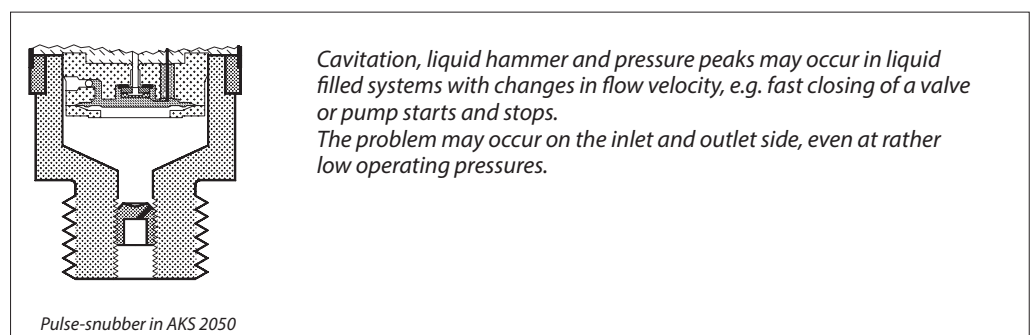 Cavitation, liquid hammer and pressure peaks may occur in liquid
filled systems with changes in flow velocity, e.g. fast closing of a valve
or pump starts and stops.
The problem may occur on the inlet and outlet side, even at rather
low operating pressures.
Pulse-snubber in AKS 2050